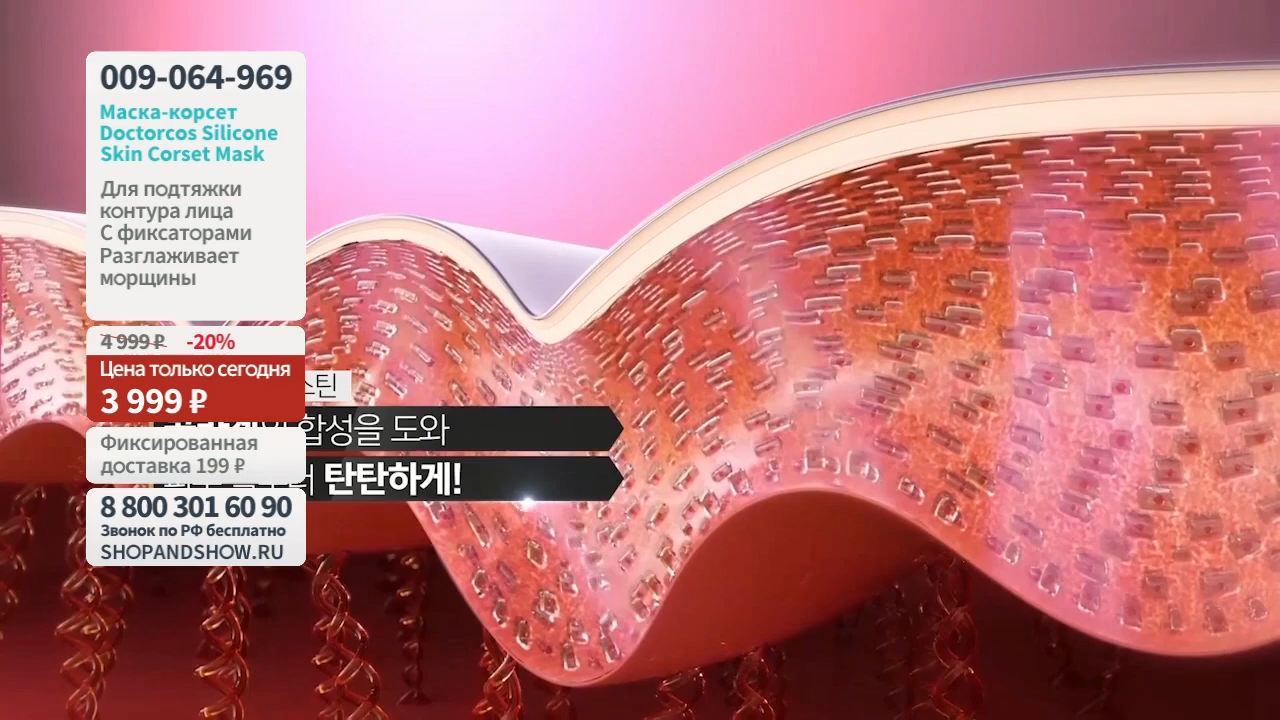 009-064-969
Маска-корсет
Doctorcos Silicone
Skin Corset Mask
Для подтяжки
контура лица
С фиксаторами
Разглаживает
морщины
4 999 ₽ -20%
Цена только сегодня
3 999 ₽
합성을 도와
Фиксированная
доставка 199 ₽
탄탄하게!
8 800 301 60 90
Звонок по РФ бесплатно
SHOPANDSHOW.RU